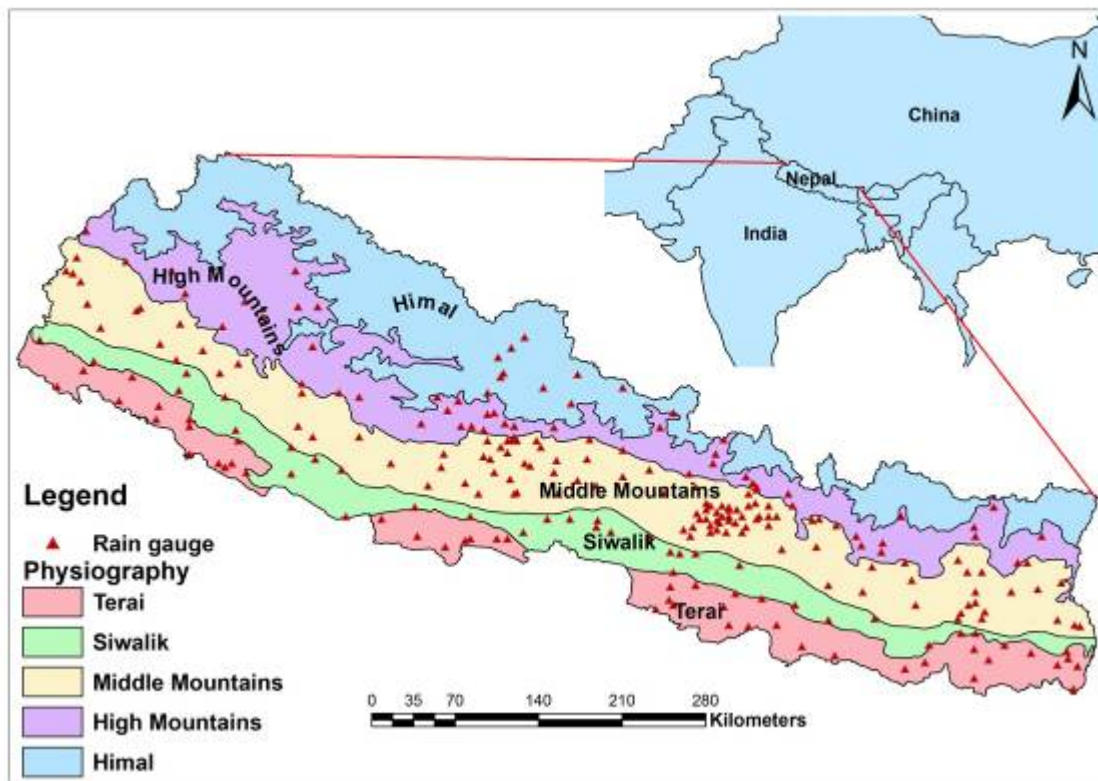 N
China
Nepal
India
High Mountains
Himal
Middle Mountains
Siwalik
Terai
Legend
Rain gauge
Physiography
Terai
Siwalik
Middle Mountains
High Mountains
Himal
0 35 70 140 210 280
Kilometers